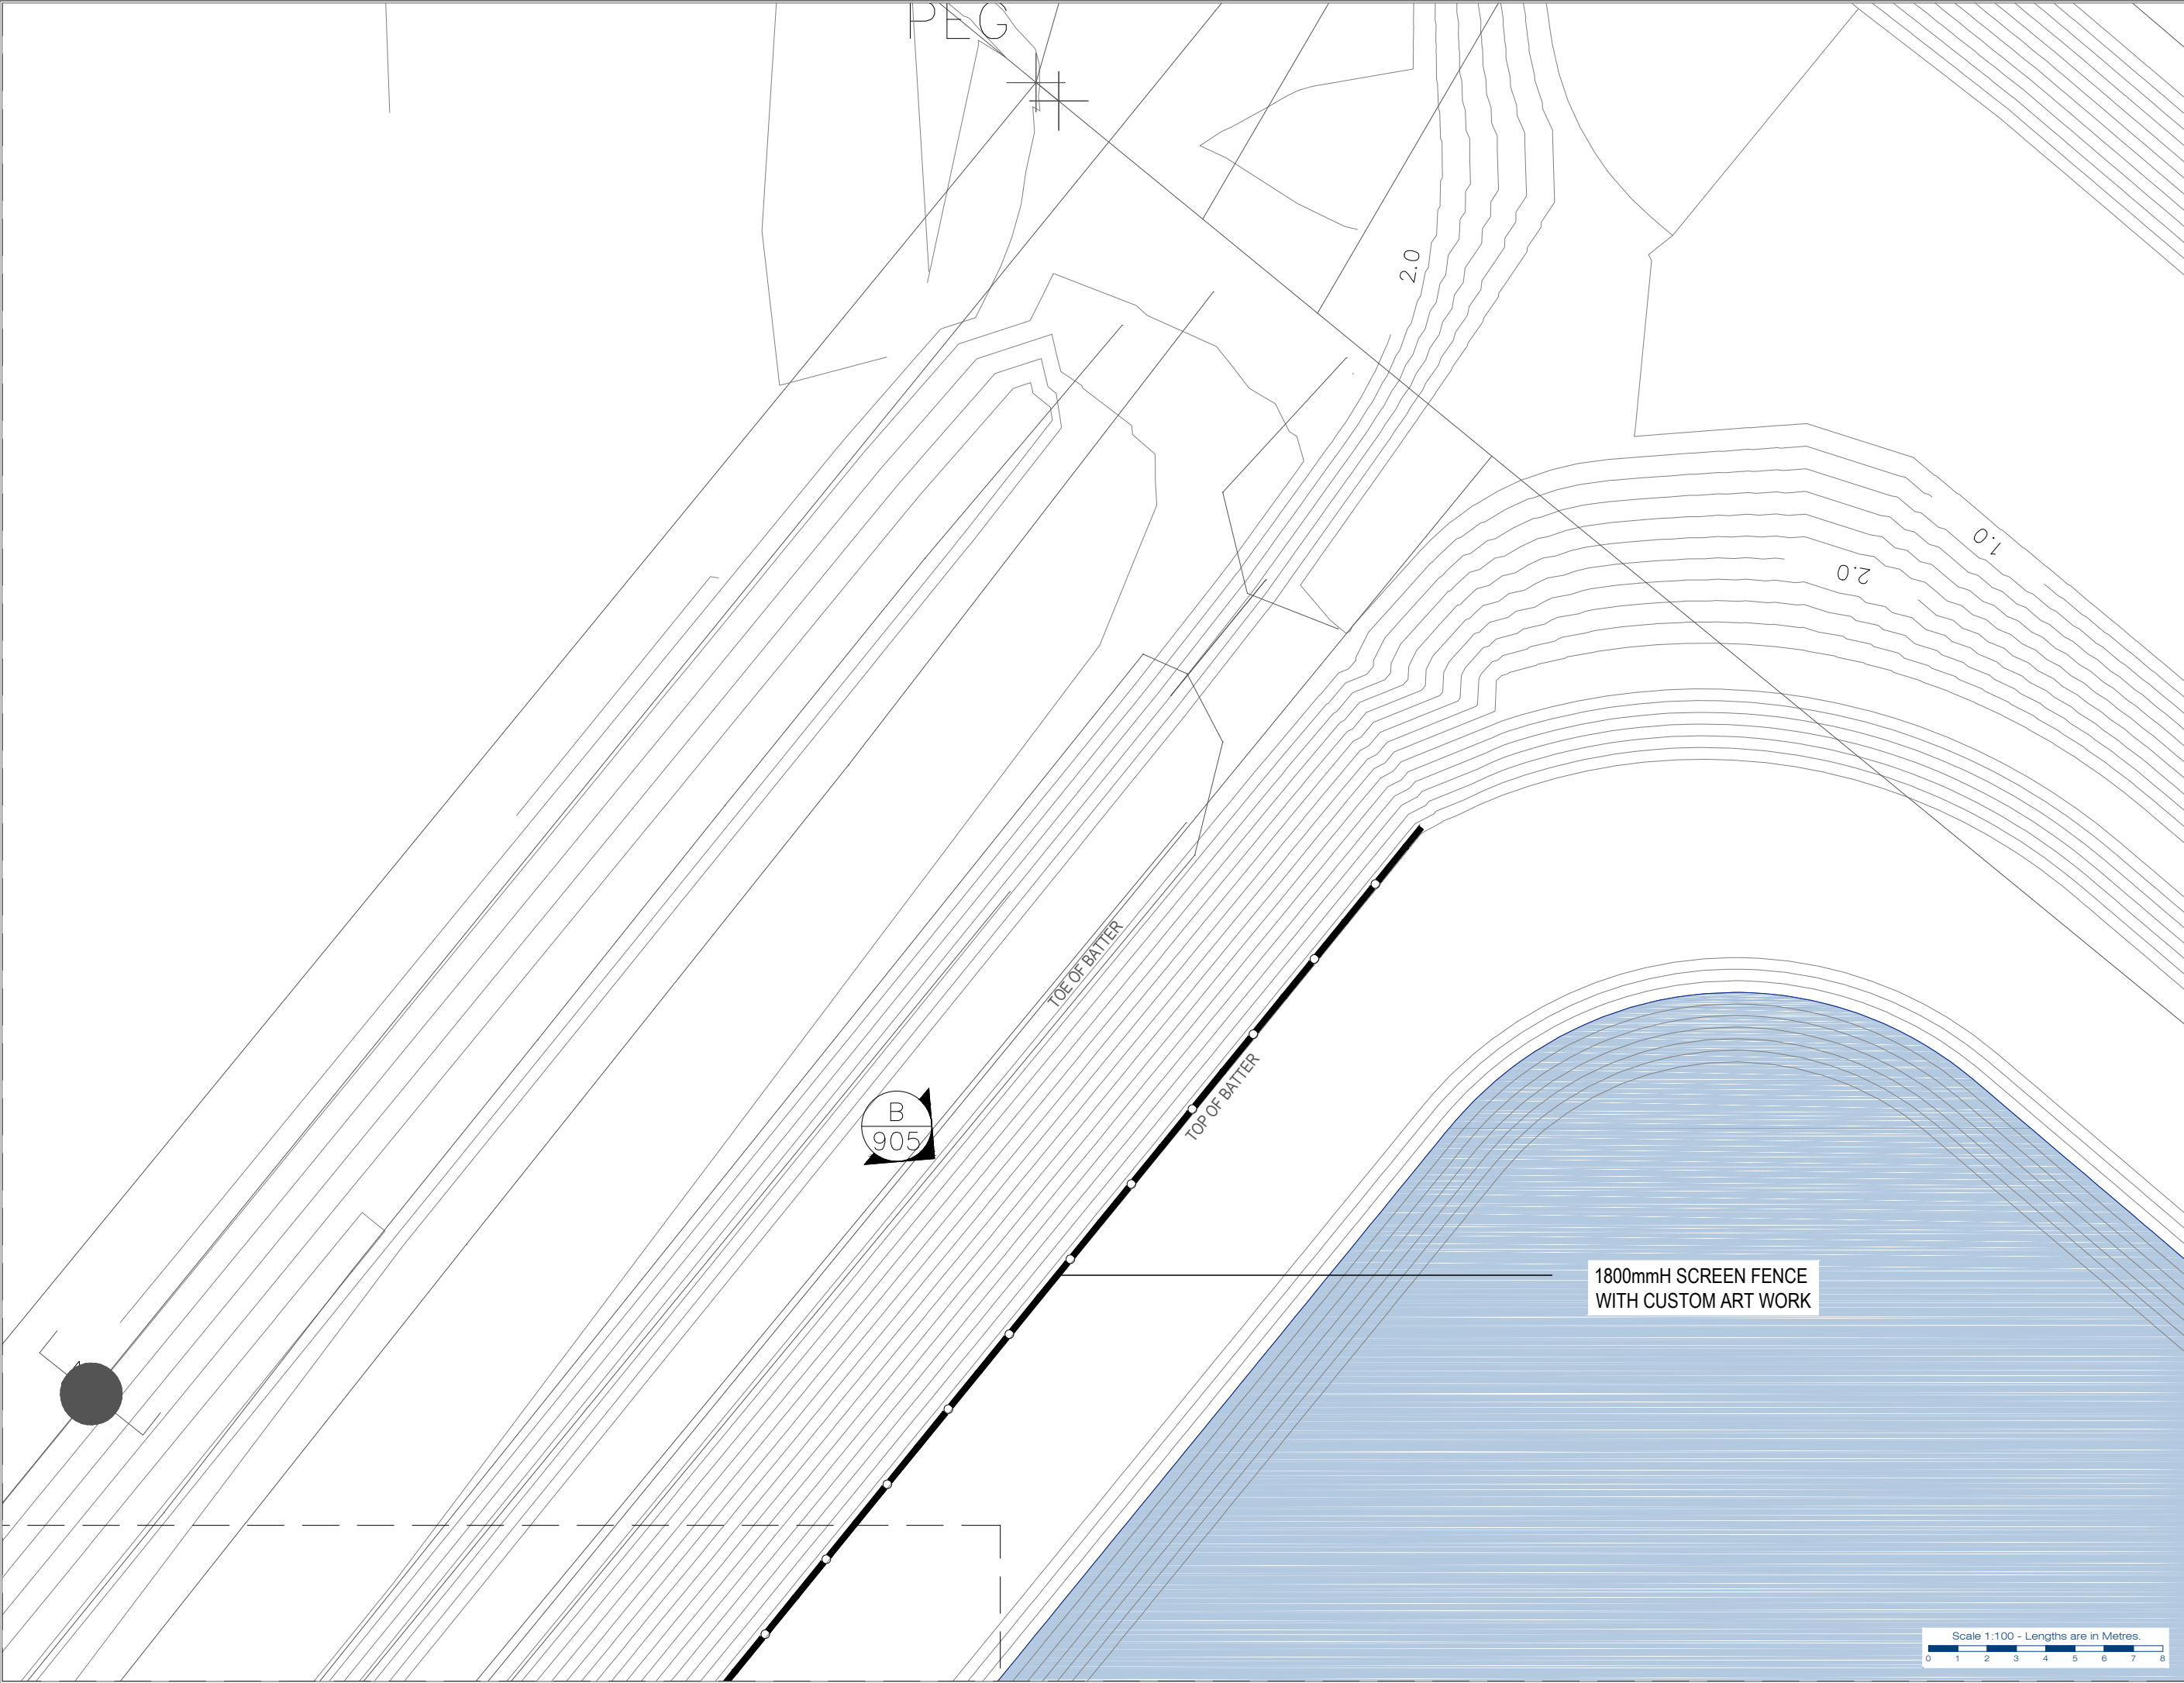 PEG
2.0
1.0
2.0
TOE OF BATTER
TOP OF BATTER
B
905
1800mmH SCREEN FENCE
WITH CUSTOM ART WORK
Scale 1:100 - Lengths are in Metres.
0 1 2 3 4 5 6 7 8